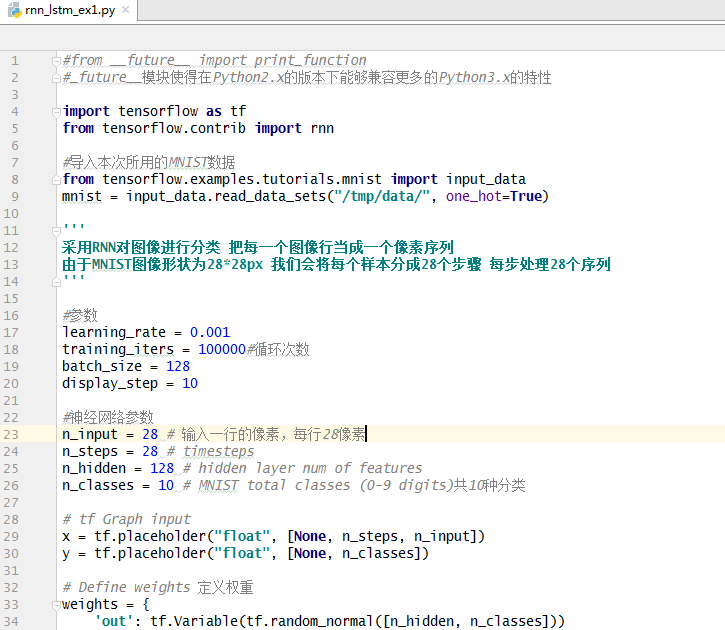 rnn_lstm_ex1.py ×
1 #from __future__ import print_function
2 #_future__模块使得在Python2.x的版本下能够兼容更多的Python3.x的特性
3
4 import tensorflow as tf
5 from tensorflow.contrib import rnn
6
7 #导入本次所用的MNIST数据
8 from tensorflow.examples.tutorials.mnist import input_data
9 mnist = input_data.read_data_sets("/tmp/data/", one_hot=True)
10
11 '''
12 采用RNN对图像进行分类 把每一个图像行当成一个像素序列
13 由于MNIST图像形状为28*28px 我们会将每个样本分成28个步骤 每步处理28个序列
14 '''
15
16 #参数
17 learning_rate = 0.001
18 training_iters = 100000#循环次数
19 batch_size = 128
20 display_step = 10
21
22 #神经网络参数
23 n_input = 28 # 输入一行的像素，每行28像素
24 n_steps = 28 # timesteps
25 n_hidden = 128 # hidden layer num of features
26 n_classes = 10 # MNIST total classes (0-9 digits)共10种分类
27
28 # tf Graph input
29 x = tf.placeholder("float", [None, n_steps, n_input])
30 y = tf.placeholder("float", [None, n_classes])
31
32 # Define weights 定义权重
33 weights = {
34 'out': tf.Variable(tf.random_normal([n_hidden, n_classes]))